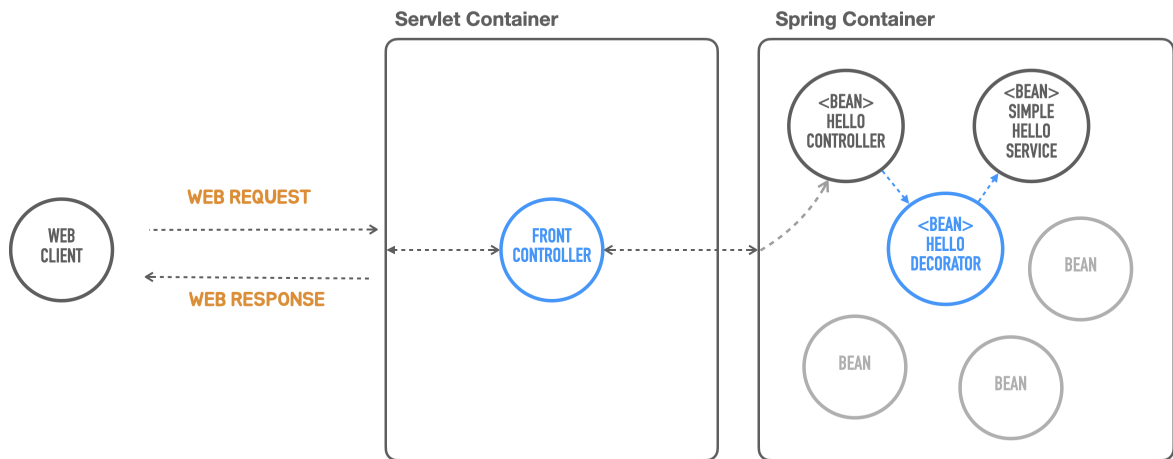 Servlet Container
Spring Container
WEB REQUEST
WEB RESPONSE
WEB
CLIENT
FRONT
CONTROLLER
<BEAN>
HELLO
CONTROLLER
<BEAN>
SIMPLE
HELLO
SERVICE
<BEAN>
HELLO
DECORATOR
BEAN
BEAN
BEAN